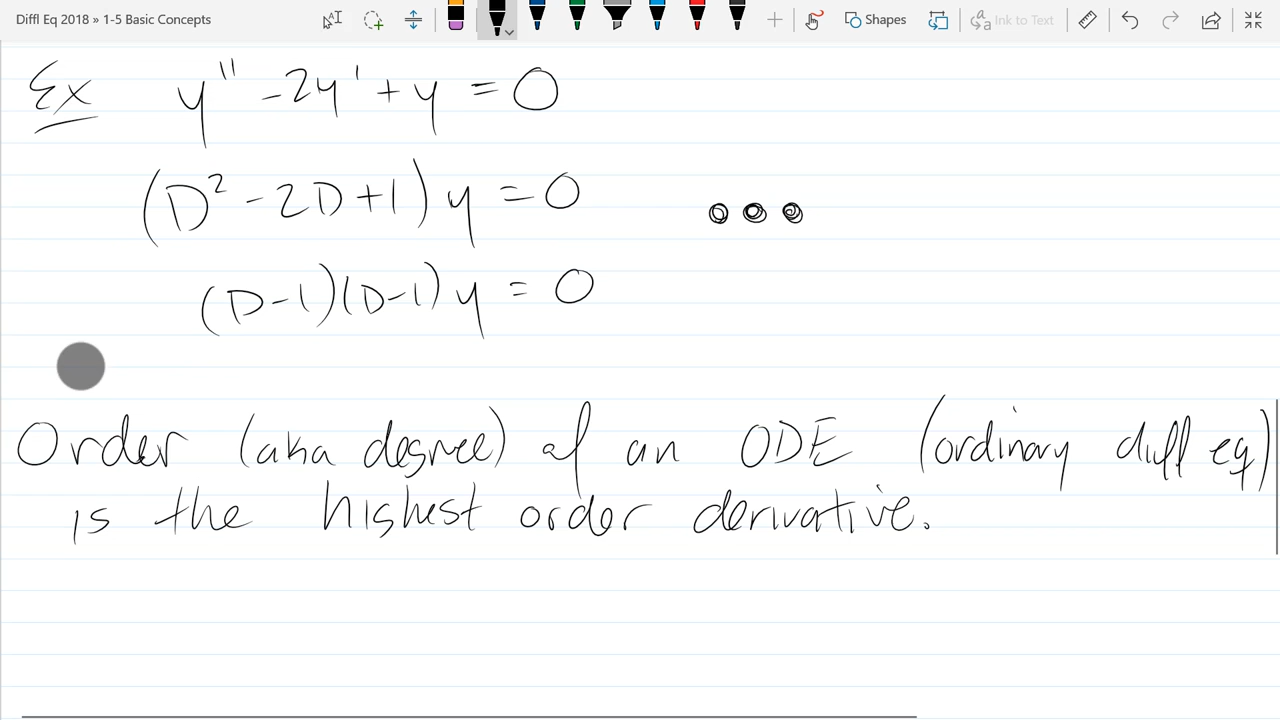 Diffl Eq 2018 » 1-5 Basic Concepts
Shapes
Ink to Text
Ex y'' - 2y' + y = 0
(D² - 2D + 1) y = 0
(D - 1)(D - 1) y = 0
Order (aka degree) of an ODE (ordinary diff eq)
is the highest order derivative.